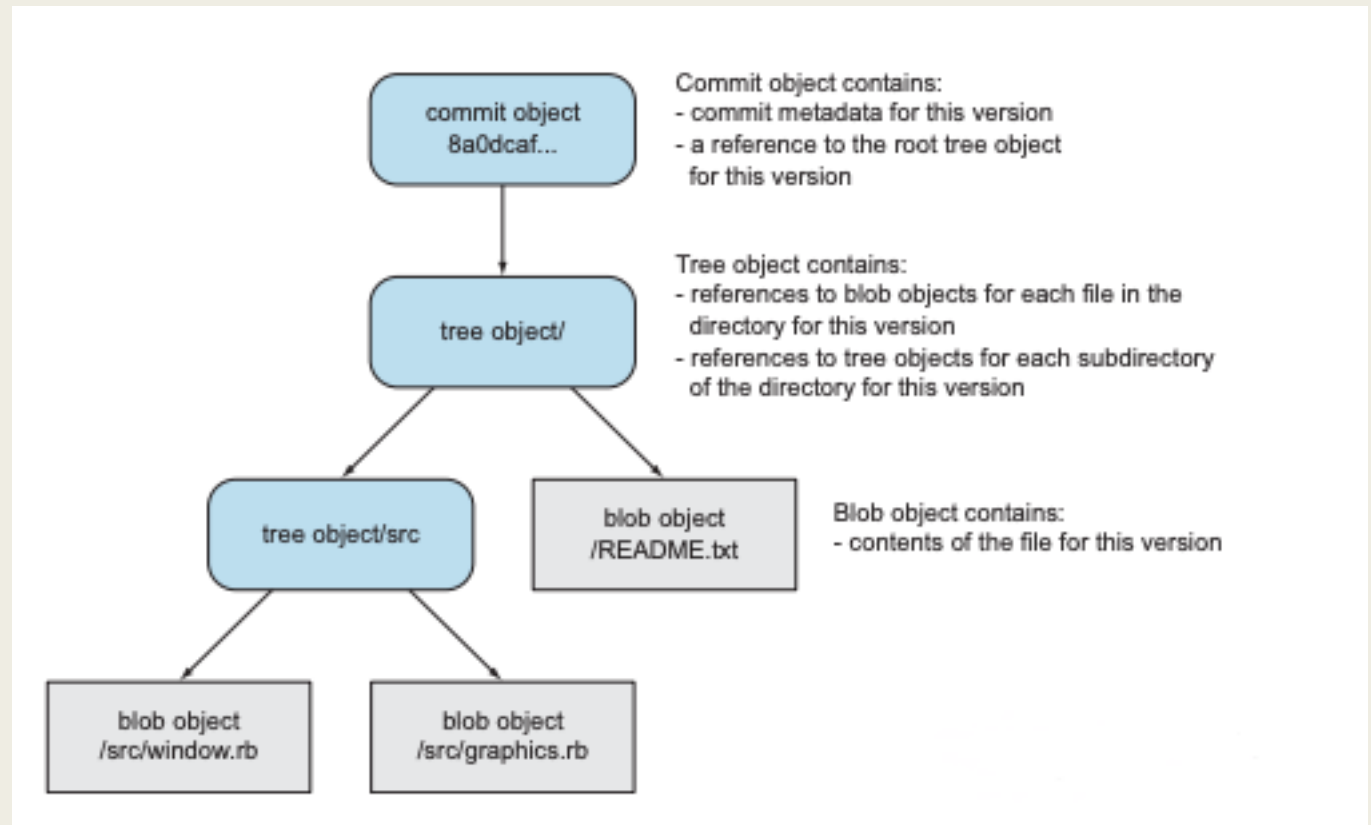 commit object
8a0dcaf...
Commit object contains:
- commit metadata for this version
- a reference to the root tree object
for this version
tree object/
Tree object contains:
- references to blob objects for each file in the
directory for this version
- references to tree objects for each subdirectory
of the directory for this version
tree object/src
blob object
/README.txt
Blob object contains:
- contents of the file for this version
blob object
/src/window.rb
blob object
/src/graphics.rb